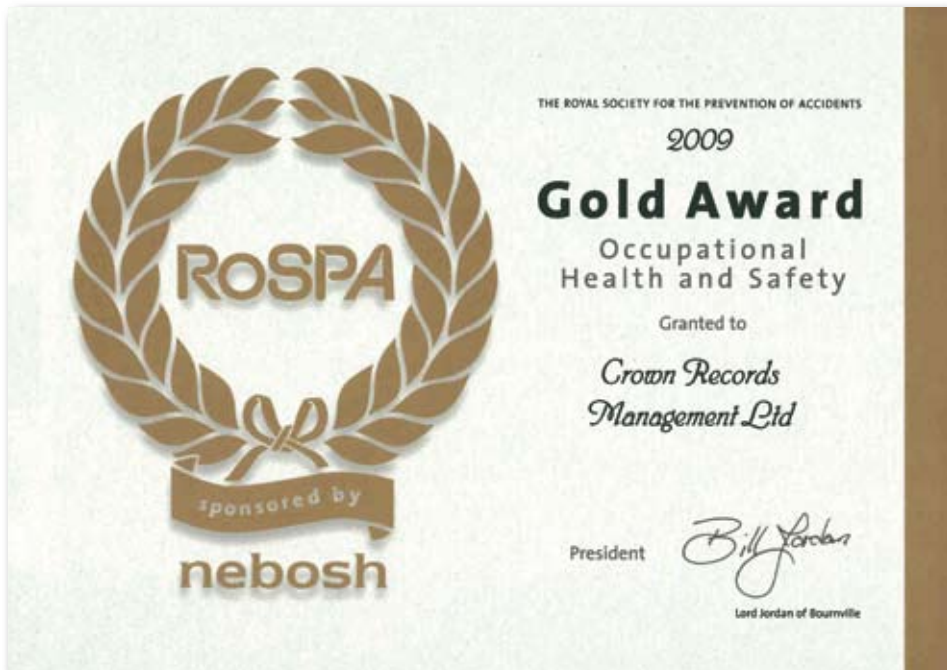 RoSPA
sponsored by
nebosh
THE ROYAL SOCIETY FOR THE PREVENTION OF ACCIDENTS
2009
Gold Award
Occupational
Health and Safety
Granted to
Crown Records
Management Ltd
President
Bill Jordan
Lord Jordan of Bournville